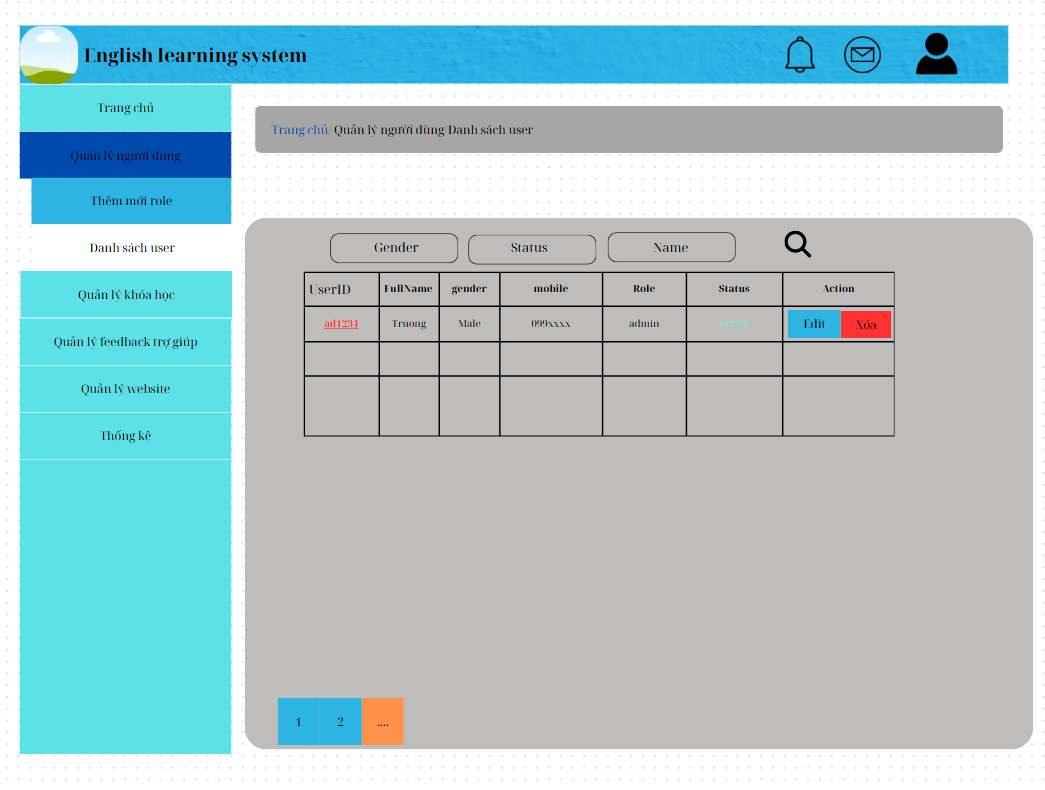 English learning system
Trang chủ
Quản lý người dùng
Thêm mới role
Danh sách user
Quản lý khóa học
Quản lý feedback trợ giúp
Quản lý website
Thống kê
Trang chủ/ Quản lý người dùng/Danh sách user
Gender Status Name
UserID FullName gender mobile Role Status Action
ad1234 Truong Male 099xxxx admin Active Edit Xóa
1 2 ....